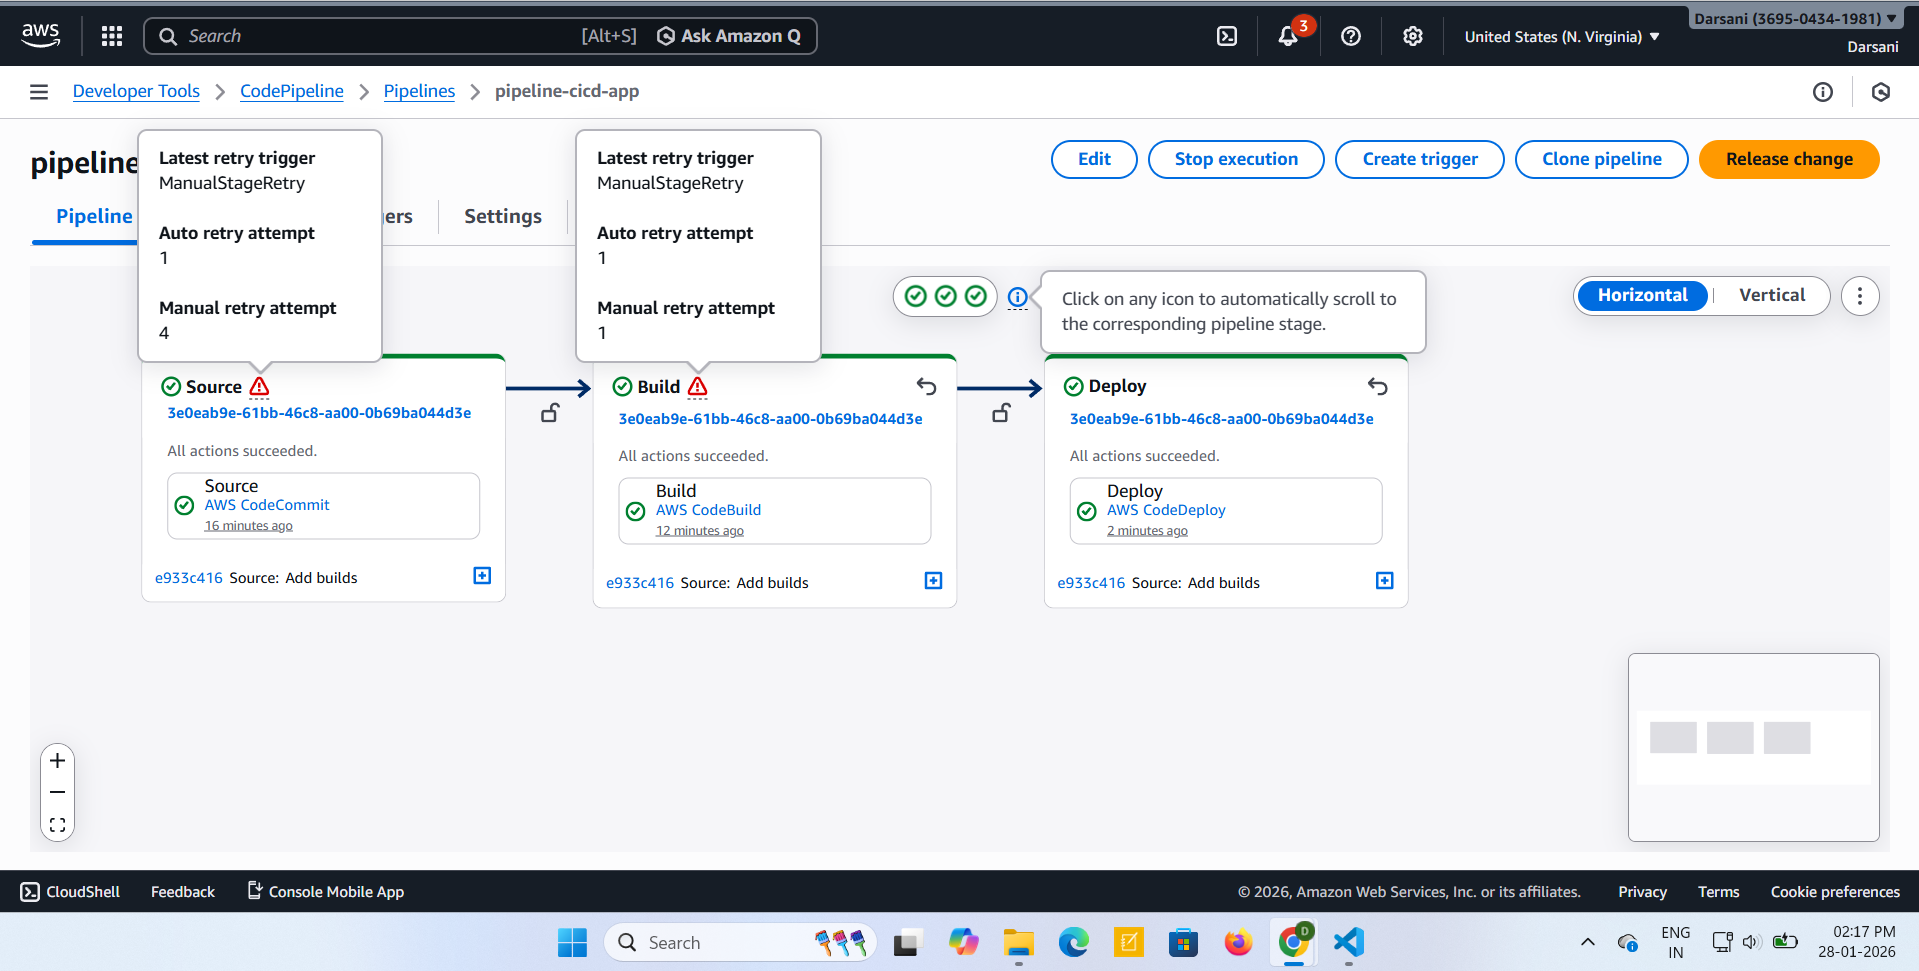 aws
Search
[Alt+S]
Ask Amazon Q
3
United States (N. Virginia)
Darsani (3695-0434-1981)
Darsani
Developer Tools
CodePipeline
Pipelines
pipeline-cicd-app
pipeline
Edit
Stop execution
Create trigger
Clone pipeline
Release change
Pipeline
ers
Settings
Latest retry trigger
ManualStageRetry
Auto retry attempt
1
Manual retry attempt
4
Latest retry trigger
ManualStageRetry
Auto retry attempt
1
Manual retry attempt
1
Click on any icon to automatically scroll to
the corresponding pipeline stage.
Horizontal
Vertical
Source
3e0eab9e-61bb-46c8-aa00-0b69ba044d3e
All actions succeeded.
Source
AWS CodeCommit
16 minutes ago
e933c416 Source: Add builds
Build
3e0eab9e-61bb-46c8-aa00-0b69ba044d3e
All actions succeeded.
Build
AWS CodeBuild
12 minutes ago
e933c416 Source: Add builds
Deploy
3e0eab9e-61bb-46c8-aa00-0b69ba044d3e
All actions succeeded.
Deploy
AWS CodeDeploy
2 minutes ago
e933c416 Source: Add builds
CloudShell
Feedback
Console Mobile App
© 2026, Amazon Web Services, Inc. or its affiliates.
Privacy
Terms
Cookie preferences
Search
D
ENG
IN
02:17 PM
28-01-2026